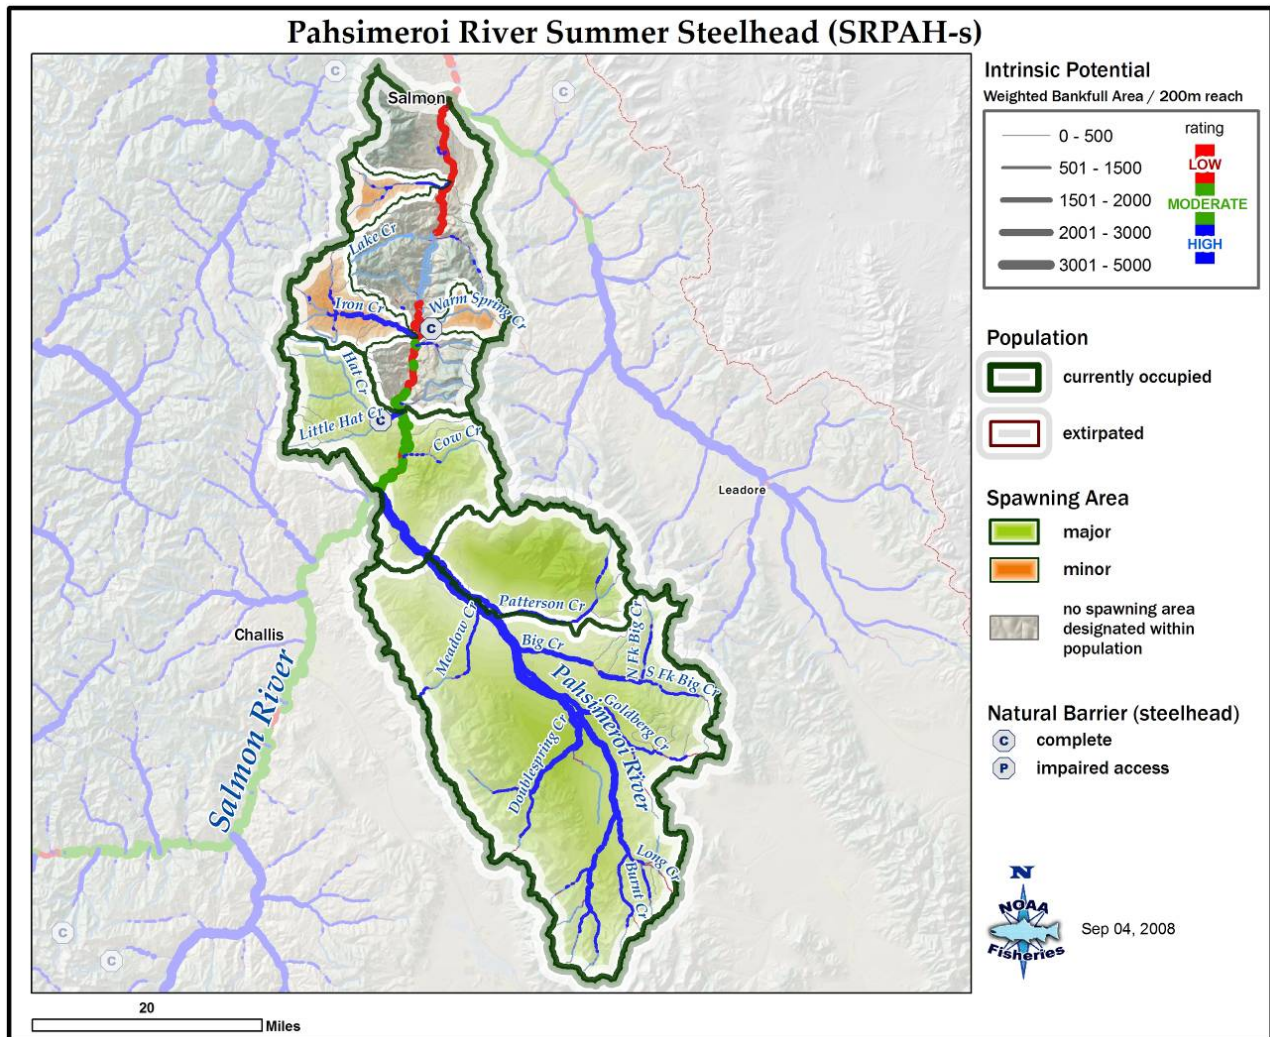 Pahsimeroi River Summer Steelhead (SRPAH-s)
C
C
Salmon
Lake Cr
Iron Cr
Warm Spring Cr
C
Hat Cr
Little Hat Cr
C
Cow Cr
Leadore
Patterson Cr
Meadow Cr
Big Cr
N Fk Big Cr
S Fk Big Cr
Goldberg Cr
Pahsimeroi River
Doublespring Cr
Long Cr
Burnt Cr
Challis
Salmon River
C
C
20
Miles
Intrinsic Potential
Weighted Bankfull Area / 200m reach
0 - 500
501 - 1500
1501 - 2000
2001 - 3000
3001 - 5000
rating
LOW
MODERATE
HIGH
Population
currently occupied
extirpated
Spawning Area
major
minor
no spawning area
designated within
population
Natural Barrier (steelhead)
C complete
P impaired access
N
NOAA
Fisheries
Sep 04, 2008